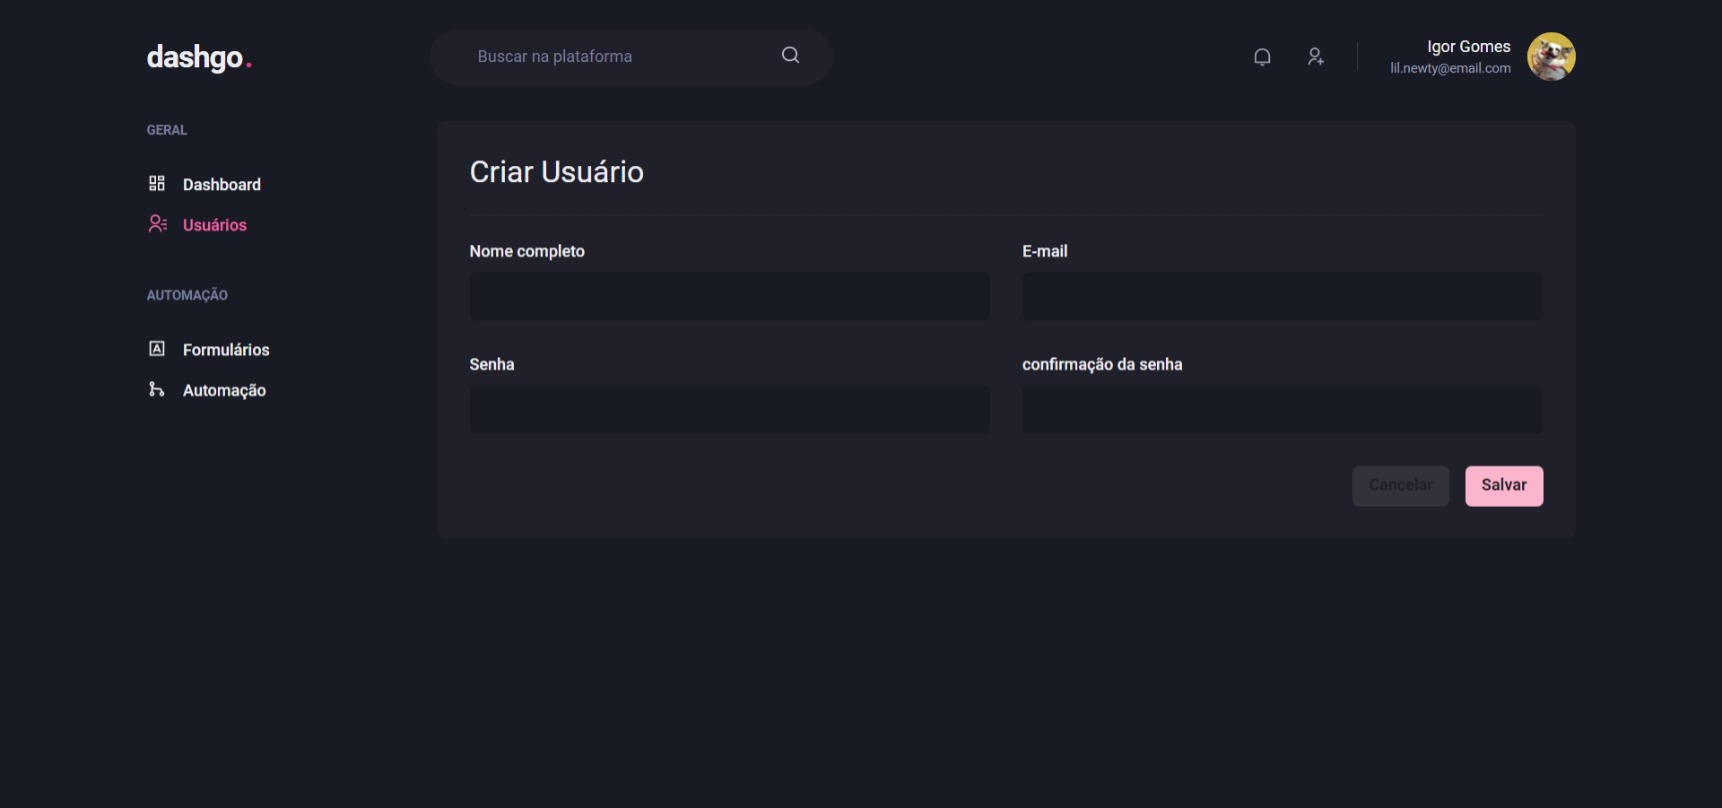 dashgo.
Buscar na plataforma
Igor Gomes
lil.newty@email.com
GERAL
Dashboard
Usuários
AUTOMAÇÃO
Formulários
Automação
Criar Usuário
Nome completo
E-mail
Senha
confirmação da senha
Cancelar
Salvar